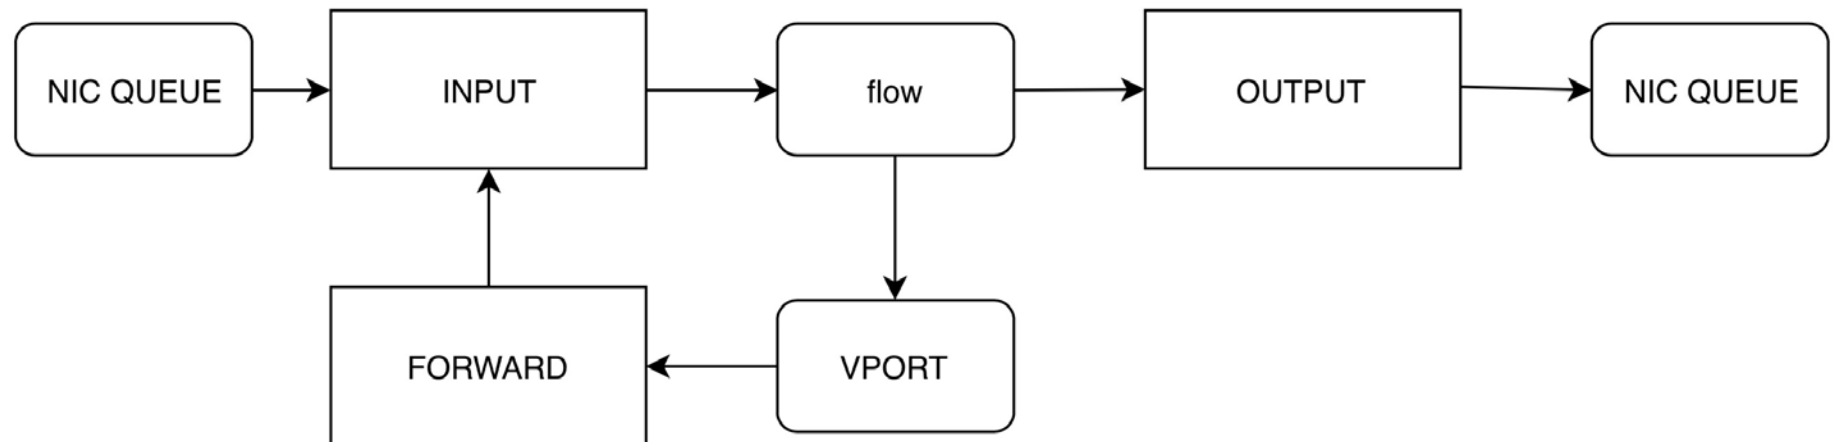 NIC QUEUE
INPUT
flow
OUTPUT
NIC QUEUE
FORWARD
VPORT